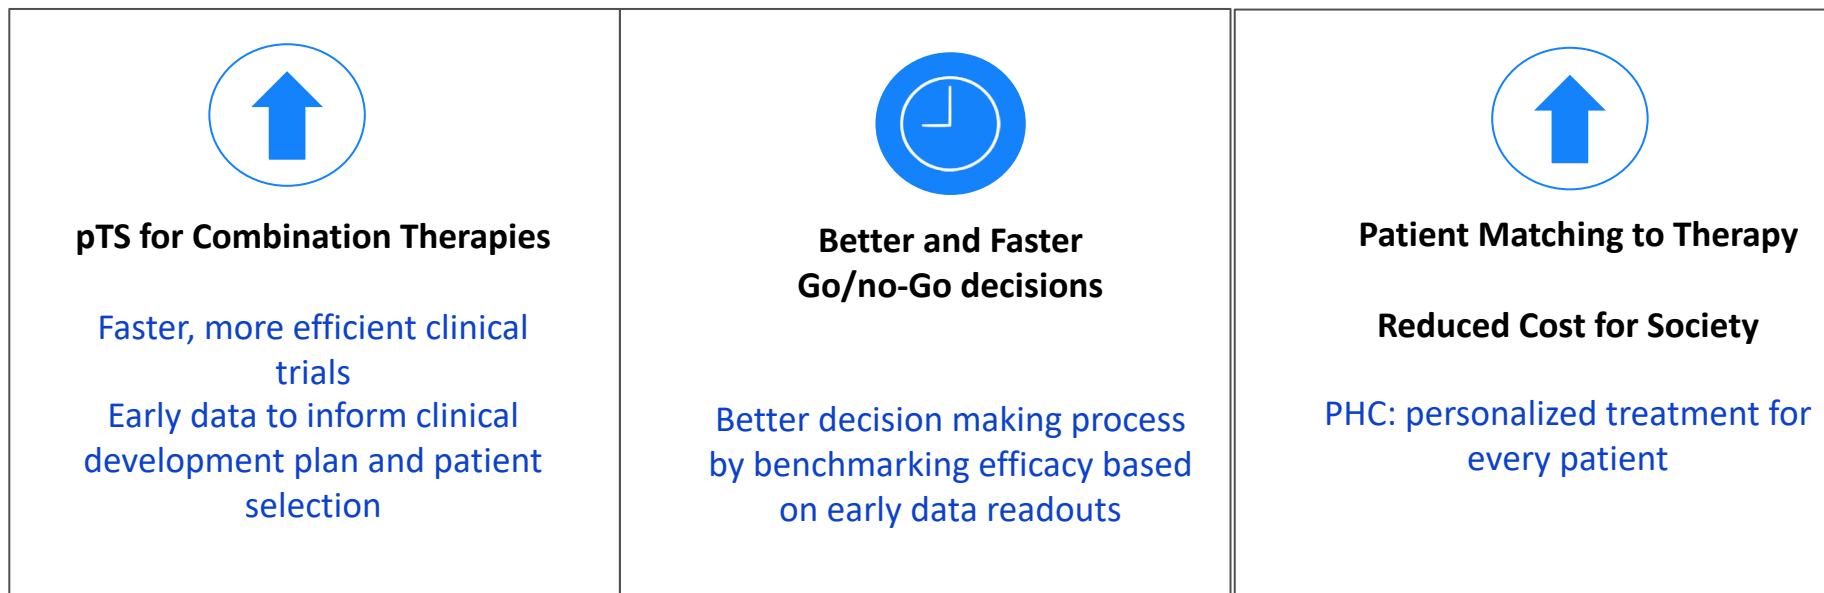 pTS for Combination Therapies
Faster, more efficient clinical
trials
Early data to inform clinical
development plan and patient
selection
Better and Faster
Go/no-Go decisions
Better decision making process
by benchmarking efficacy based
on early data readouts
Patient Matching to Therapy
Reduced Cost for Society
PHC: personalized treatment for
every patient